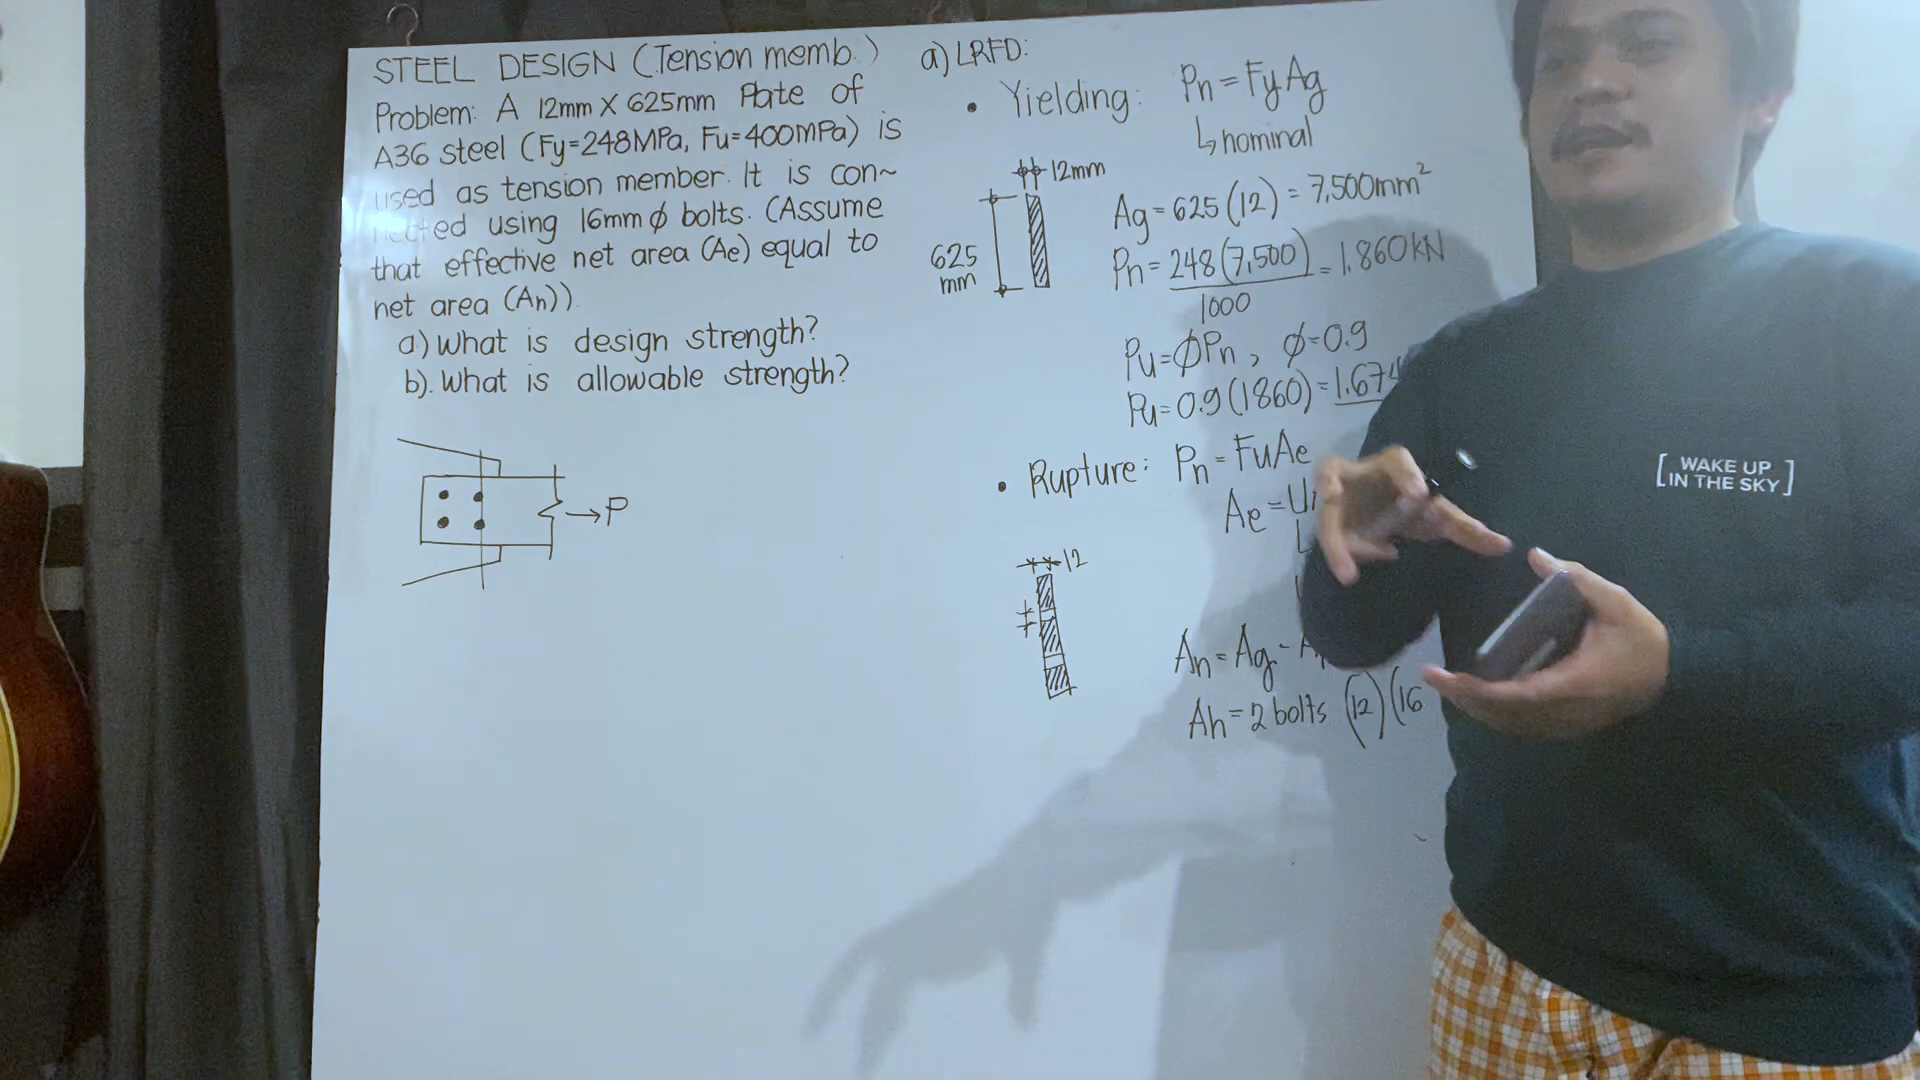 STEEL DESIGN (Tension memb.)
Problem: A 12mm X 625mm Plate of
A36 steel (Fy=248MPa, Fu=400MPa) is
used as tension member. It is con~
nected using 16mm φ bolts. (Assume
that effective net area (Ae) equal to
net area (An)).
a) What is design strength?
b). What is allowable strength?
→P
a) LRFD:
• Yielding: Pn = FyAg
↳ nominal
12mm
625
mm
Ag = 625(12) = 7,500mm²
Pn = 248(7,500) = 1,860kN
1000
Pu = φPn, φ=0.9
Pu = 0.9(1860) = 1,674
• Rupture: Pn = FuAe
Ae = U
12
An = Ag -
Ah = 2 bolts (12)(16
[WAKE UP
IN THE SKY]